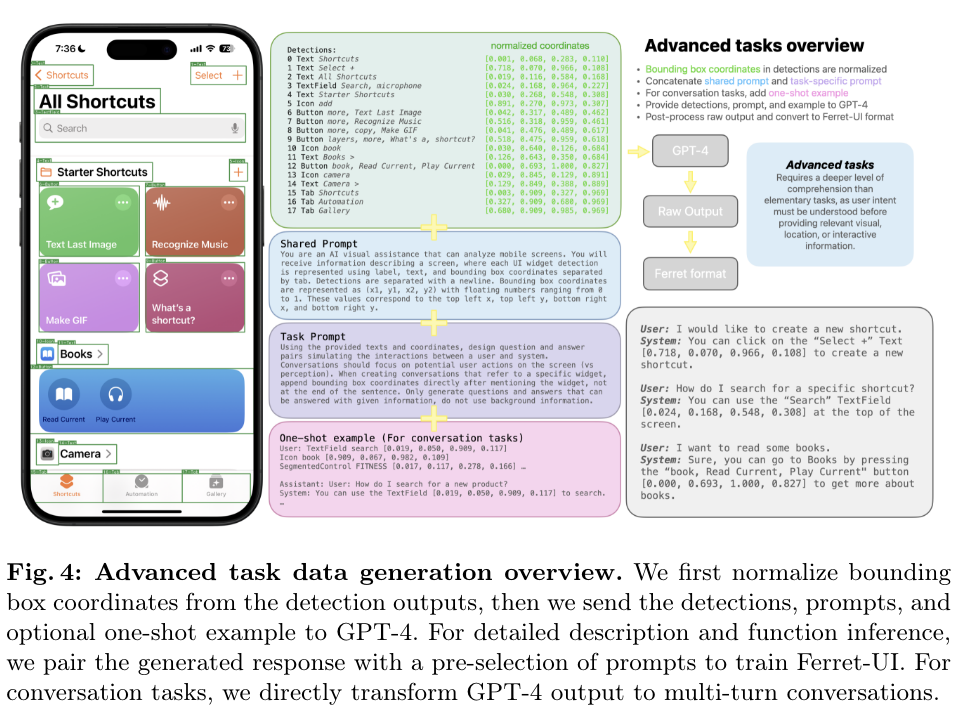 7:36
73
Shortcuts
Select +
All Shortcuts
Search
Starter Shortcuts
+
Text Last Image
Recognize Music
Make GIF
What's a
shortcut?
Books >
Read Current
Play Current
Camera >
Shortcuts
Automation
Gallery
Detections:
normalized coordinates
0 Text Shortcuts [0.081, 0.068, 0.283, 0.110]
1 Text Select + [0.718, 0.070, 0.966, 0.108]
2 Text All Shortcuts [0.019, 0.116, 0.584, 0.168]
3 TextField Search, microphone [0.024, 0.168, 0.964, 0.227]
4 Text Starter Shortcuts [0.030, 0.268, 0.548, 0.308]
5 Icon add [0.891, 0.270, 0.973, 0.307]
6 Button more, Text Last Image [0.042, 0.317, 0.489, 0.462]
7 Button more, Recognize Music [0.516, 0.318, 0.959, 0.461]
8 Button more, copy, Make GIF [0.041, 0.476, 0.489, 0.617]
9 Button layers, more, What's a, shortcut? [0.518, 0.475, 0.959, 0.618]
10 Icon book [0.030, 0.640, 0.126, 0.684]
11 Text Books > [0.126, 0.643, 0.350, 0.684]
12 Button book, Read Current, Play Current [0.000, 0.693, 1.000, 0.827]
13 Icon camera [0.029, 0.845, 0.129, 0.891]
14 Text Camera > [0.129, 0.849, 0.388, 0.889]
15 Tab Shortcuts [0.003, 0.909, 0.327, 0.969]
16 Tab Automation [0.327, 0.909, 0.680, 0.969]
17 Tab Gallery [0.680, 0.909, 0.985, 0.969]
Shared Prompt
You are an AI visual assistance that can analyze mobile screens. You will
receive information describing a screen, where each UI widget detection
is represented using label, text, and bounding box coordinates separated
by tab. Detections are separated with a newline. Bounding box coordinates
are represented as (x1, y1, x2, y2) with floating numbers ranging from 0
to 1. These values correspond to the top left x, top left y, bottom right
x, and bottom right y.
Task Prompt
Using the provided texts and coordinates, design question and answer
pairs simulating the interactions between a user and system.
Conversations should focus on potential user actions on the screen (vs
perception). When creating conversations that refer to a specific widget,
append bounding box coordinates directly after mentioning the widget, not
at the end of the sentence. Only generate questions and answers that can
be answered with given information, do not use background information.
One-shot example (For conversation tasks)
User: TextField search [0.019, 0.050, 0.909, 0.117]
Icon book [0.909, 0.067, 0.982, 0.109]
SegmentedControl FITNESS [0.017, 0.117, 0.278, 0.166] …
Assistant: User: How do I search for a new product?
System: You can use the TextField [0.019, 0.050, 0.909, 0.117] to search.
…
Advanced tasks overview
• Bounding box coordinates in detections are normalized
• Concatenate shared prompt and task-specific prompt
• For conversation tasks, add one-shot example
• Provide detections, prompt, and example to GPT-4
• Post-process raw output and convert to Ferret-UI format
GPT-4
Raw Output
Ferret format
Advanced tasks
Requires a deeper level of
comprehension than
elementary tasks, as user intent
must be understood before
providing relevant visual,
location, or interactive
information.
User: I would like to create a new shortcut.
System: You can click on the “Select +” Text
[0.718, 0.070, 0.966, 0.108] to create a new
shortcut.
User: How do I search for a specific shortcut?
System: You can use the “Search” TextField
[0.024, 0.168, 0.548, 0.308] at the top of the
screen.
User: I want to read some books.
System: Sure, you can go to Books by pressing
the “book, Read Current, Play Current" button
[0.000, 0.693, 1.000, 0.827] to get more about
books.
Fig. 4: Advanced task data generation overview. We first normalize bounding
box coordinates from the detection outputs, then we send the detections, prompts, and
optional one-shot example to GPT-4. For detailed description and function inference,
we pair the generated response with a pre-selection of prompts to train Ferret-UI. For
conversation tasks, we directly transform GPT-4 output to multi-turn conversations.